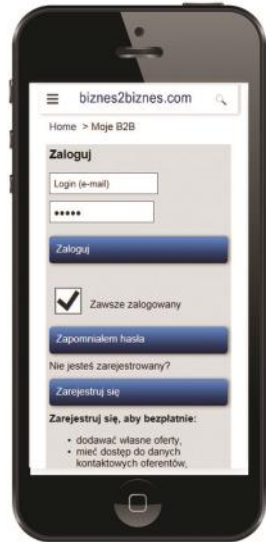 biznes2biznes.com
Home > Moje B2B
Zaloguj
Login (e-mail)
•••••
Zaloguj
Zawsze zalogowany
Zapomniałem hasła
Nie jesteś zarejestrowany?
Zarejestruj się
Zarejestruj się, aby bezpłatnie:
• dodawać własne oferty,
• mieć dostęp do danych
kontaktowych oferentów,